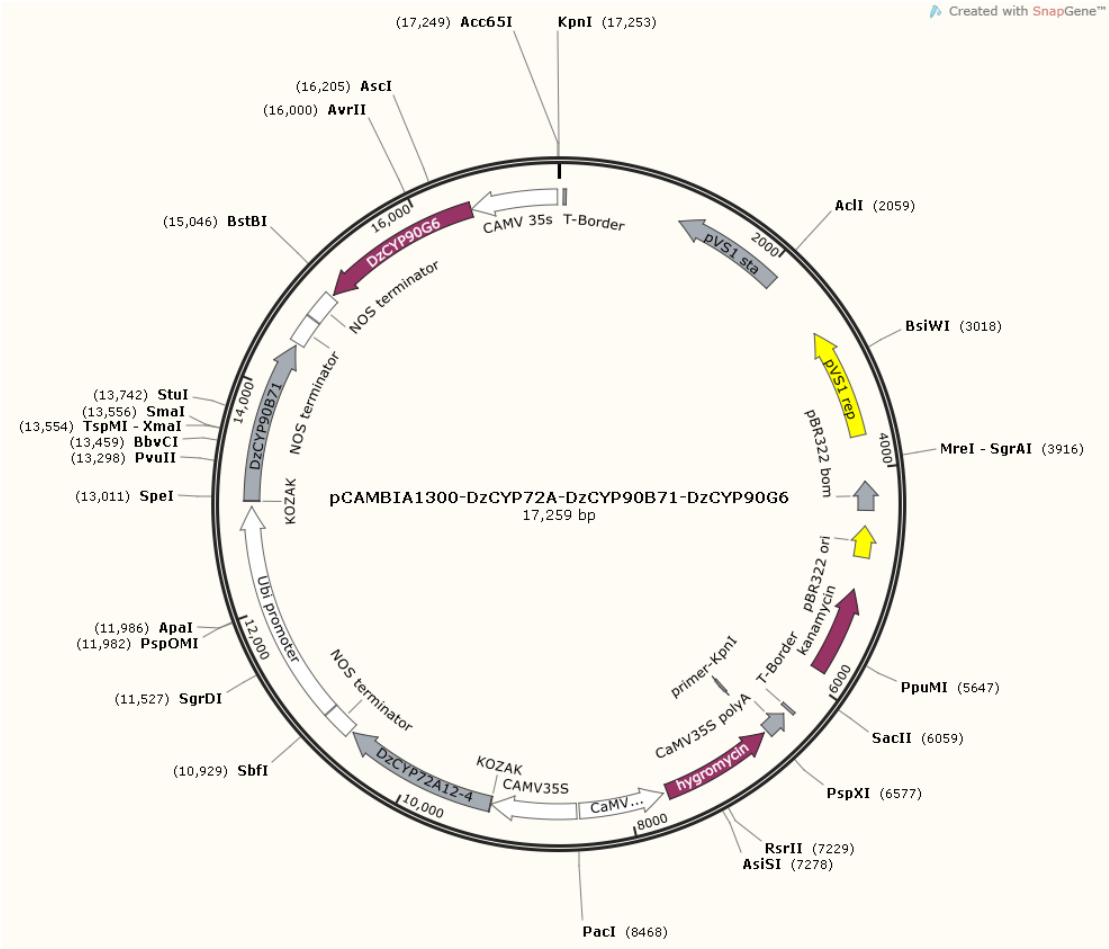 Created with SnapGene™
(17,249) Acc65I
KpnI (17,253)
(16,205) AscI
(16,000) AvrII
(15,046) BstBI
AclI (2059)
BsiWI (3018)
MreI - SgrAI (3916)
(13,742) StuI
(13,556) SmaI
(13,554) TspMI - XmaI
(13,459) BbvCI
(13,298) PvuII
(13,011) SpeI
(11,986) ApaI
(11,982) PspOMI
(11,527) SgrDI
(10,929) SbfI
PpuMI (5647)
SacII (6059)
PspXI (6577)
RsrII (7229)
AsiSI (7278)
PacI (8468)
CAMV 35s
T-Border
pVS1 sta
2000
pVS1 rep
4000
pBR322 bom
pBR322 ori
kanamycin
6000
T-Border
CaMV35S polyA
primer-KpnI
hygromycin
8000
CaMV...
CAMV35S
KOZAK
DzCYP72A12-4
10,000
NOS terminator
Ubi promoter
12,000
KOZAK
DzCYP90B71
14,000
NOS terminator
NOS terminator
DzCYP90G6
16,000
pCAMBIA1300-DzCYP72A-DzCYP90B71-DzCYP90G6
17,259 bp